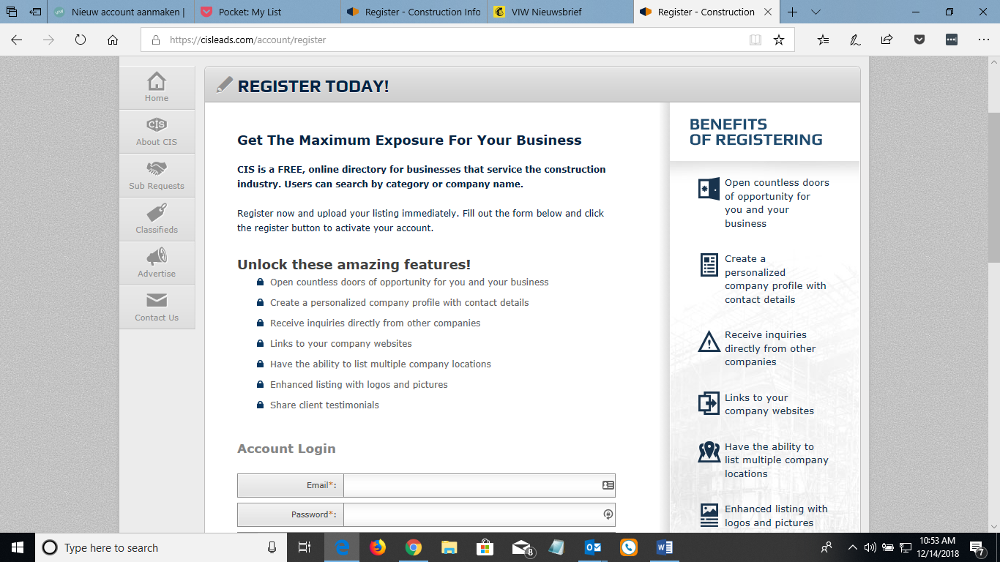 Nieuw account aanmaken |
Pocket: My List
Register - Construction Info
VIW Nieuwsbrief
Register - Construction
https://cisleads.com/account/register
Home
CIS
About CIS
Sub Requests
Classifieds
Advertise
Contact Us
REGISTER TODAY!
Get The Maximum Exposure For Your Business
CIS is a FREE, online directory for businesses that service the construction
industry. Users can search by category or company name.
Register now and upload your listing immediately. Fill out the form below and click
the register button to activate your account.
Unlock these amazing features!
Open countless doors of opportunity for you and your business
Create a personalized company profile with contact details
Receive inquiries directly from other companies
Links to your company websites
Have the ability to list multiple company locations
Enhanced listing with logos and pictures
Share client testimonials
Account Login
Email*:
Password*:
BENEFITS
OF REGISTERING
Open countless doors
of opportunity for
you and your
business
Create a
personalized
company profile with
contact details
Receive inquiries
directly from other
companies
Links to your
company websites
Have the ability to
list multiple company
locations
Enhanced listing with
logos and pictures
Type here to search
8
10:53 AM
12/14/2018
7